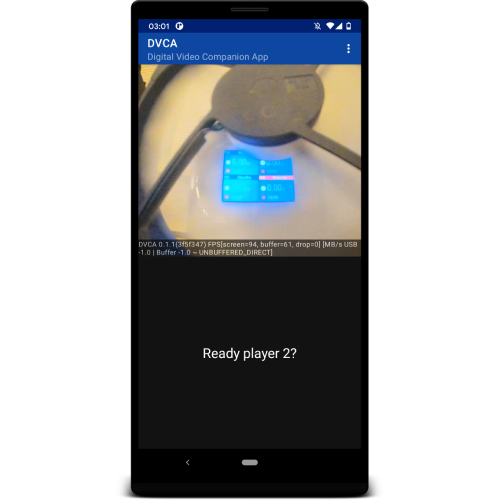 03:01
DVCA
Digital Video Companion App
DVCA 0.1.1(3f5f347) FPS[screen=94, buffer=61, drop=0] [MB/s USB
-1.0 | Buffer -1.0 ~ UNBUFFERED_DIRECT]
Ready player 2?